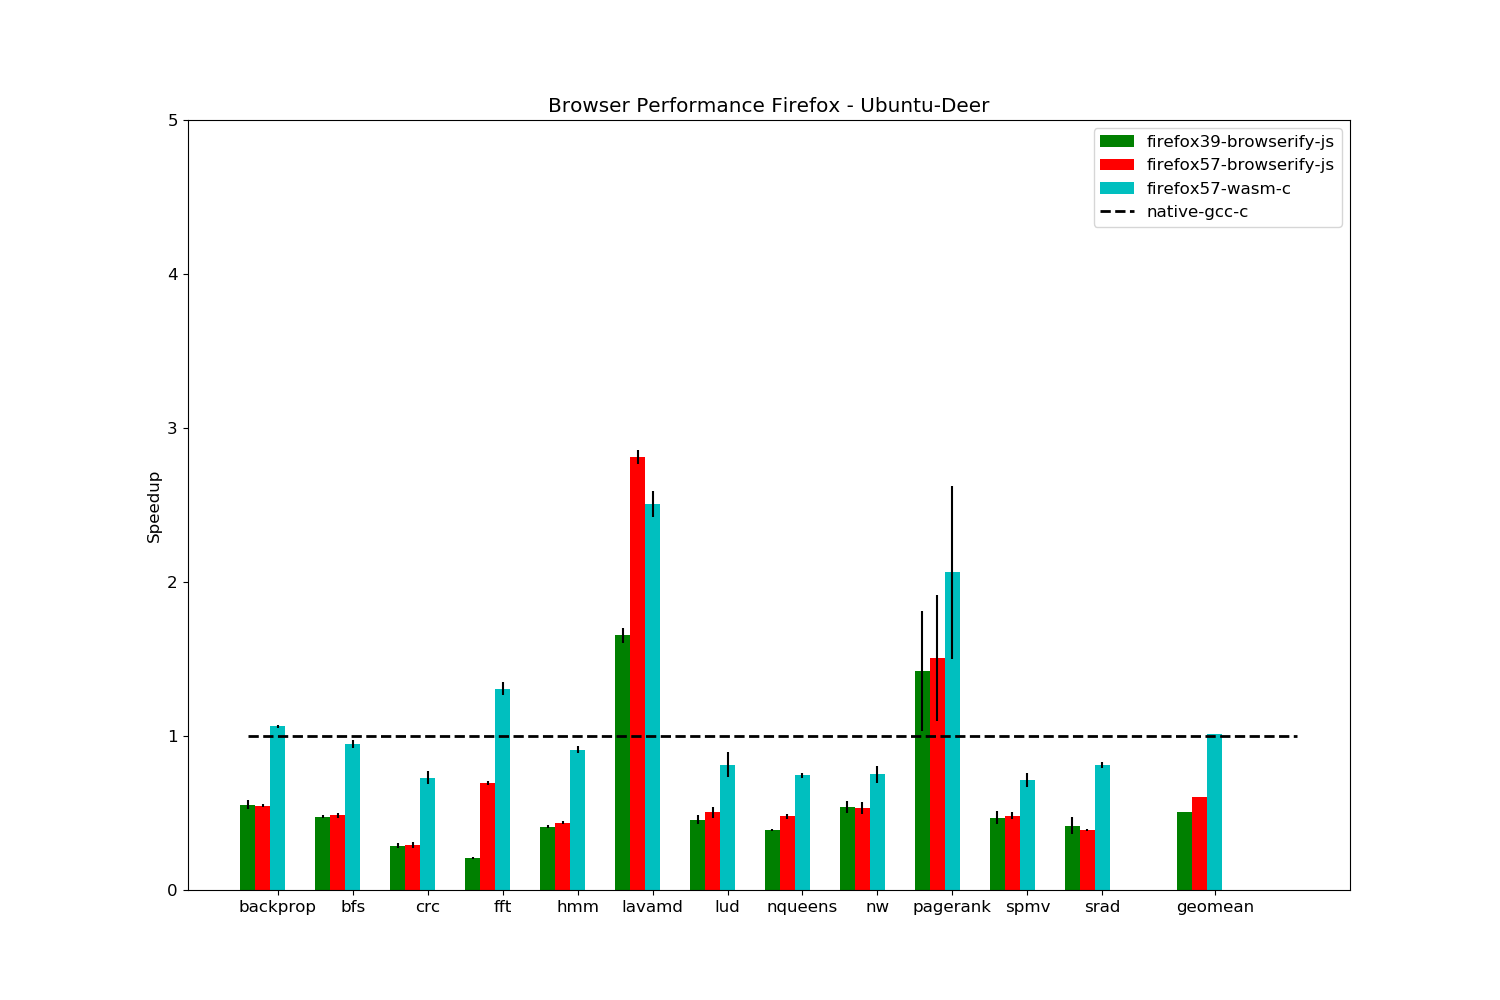 Browser Performance Firefox - Ubuntu-Deer
5
4
3
2
1
0
Speedup
firefox39-browserify-js
firefox57-browserify-js
firefox57-wasm-c
native-gcc-c
backprop bfs crc fft hmm lavamd lud nqueens nw pagerank spmv srad geomean